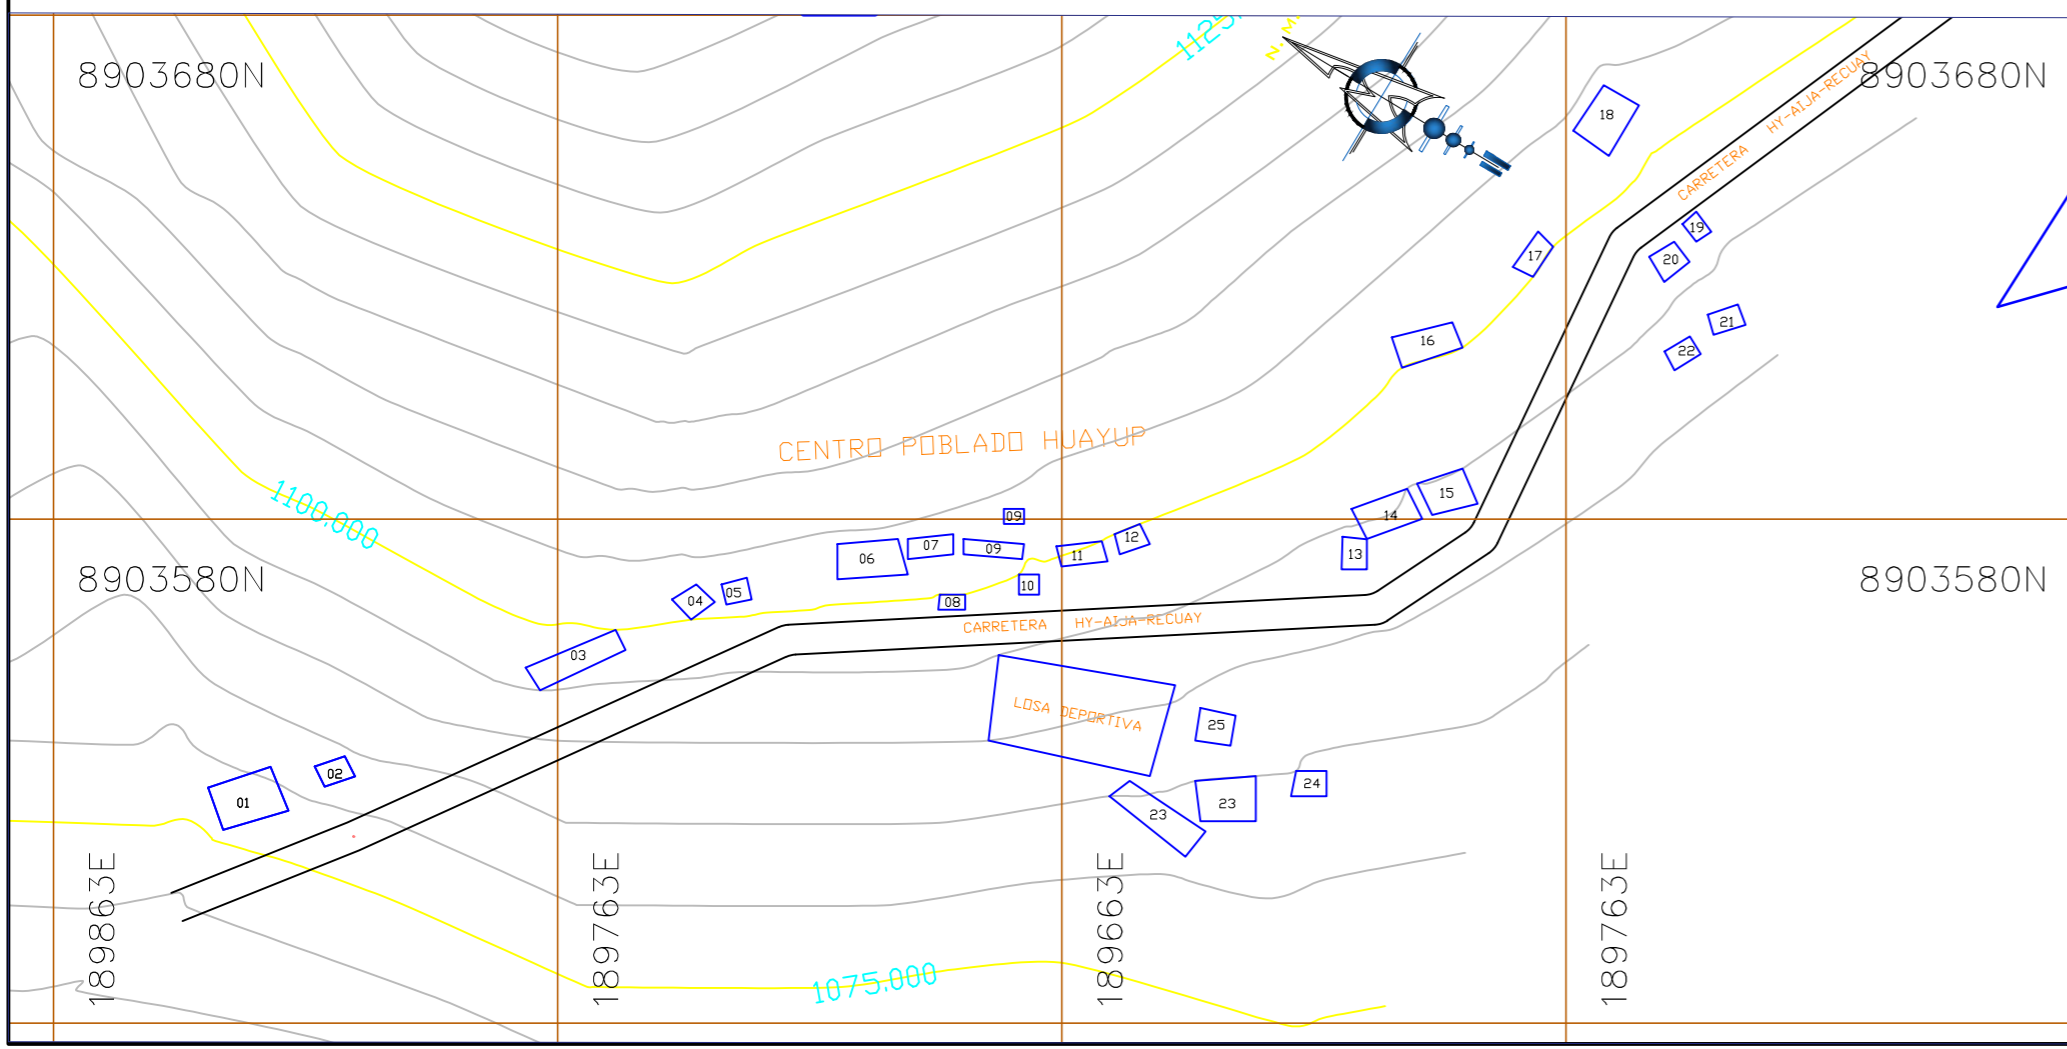 1125.
N.M.
8903680N
8903680N
CARRETERA HY-AIJA-RECUAY
18
19
17
20
21
16
22
CENTRO POBLADO HUAYUP
1100.000
15
14
09
12
07
09
11
13
06
8903580N
8903580N
10
05
04
08
CARRETERA HY-AIJA-RECUAY
03
LOSA DEPORTIVA
25
02
24
01
23
23
189863E
189763E
189663E
189763E
1075.000